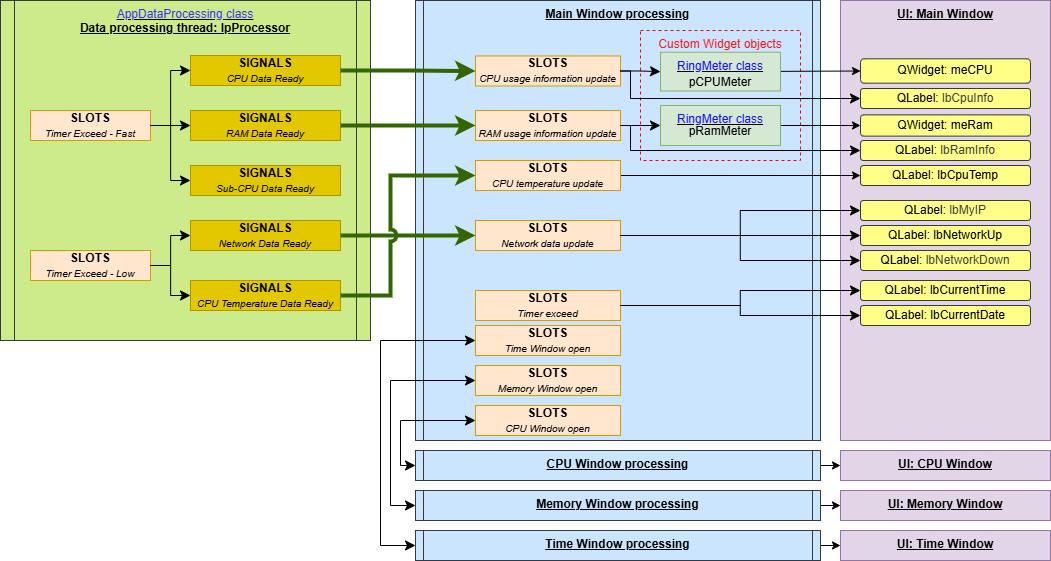 AppDataProcessing class
Data processing thread: IpProcessor
SLOTS
Timer Exceed - Fast
SLOTS
Timer Exceed - Low
SIGNALS
CPU Data Ready
SIGNALS
RAM Data Ready
SIGNALS
Sub-CPU Data Ready
SIGNALS
Network Data Ready
SIGNALS
CPU Temperature Data Ready
Main Window processing
SLOTS
CPU usage information update
SLOTS
RAM usage information update
SLOTS
CPU temperature update
SLOTS
Network data update
SLOTS
Timer exceed
SLOTS
Time Window open
SLOTS
Memory Window open
SLOTS
CPU Window open
Custom Widget objects
RingMeter class
pCPUMeter
RingMeter class
pRamMeter
UI: Main Window
QWidget: meCPU
QLabel: lbCpuInfo
QWidget: meRam
QLabel: lbRamInfo
QLabel: lbCpuTemp
QLabel: lbMyIP
QLabel: lbNetworkUp
QLabel: lbNetworkDown
QLabel: lbCurrentTime
QLabel: lbCurrentDate
CPU Window processing
UI: CPU Window
Memory Window processing
UI: Memory Window
Time Window processing
UI: Time Window